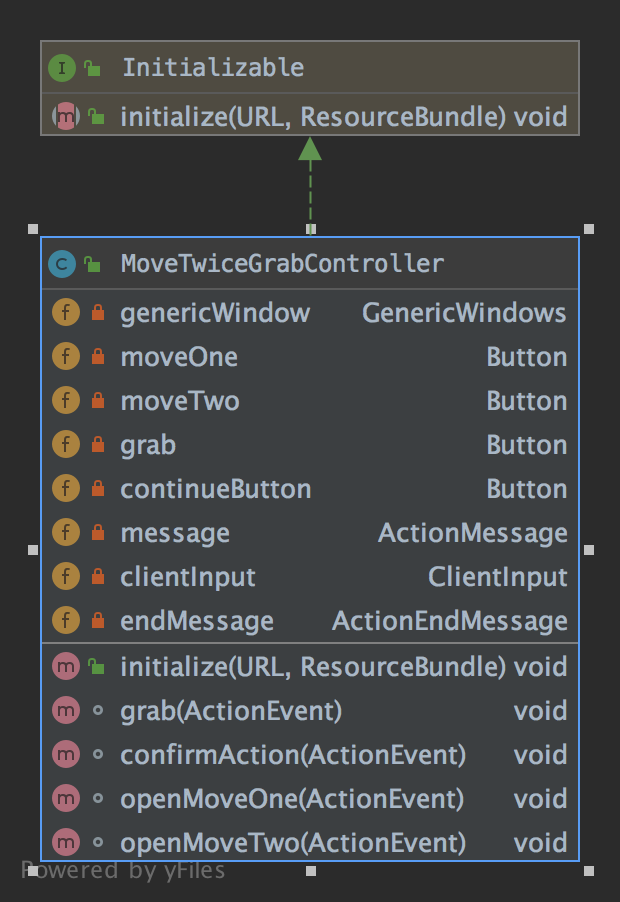 I Initializable
m initialize(URL, ResourceBundle) void
C MoveTwiceGrabController
f genericWindow GenericWindows
f moveOne Button
f moveTwo Button
f grab Button
f continueButton Button
f message ActionMessage
f clientInput ClientInput
f endMessage ActionEndMessage
m initialize(URL, ResourceBundle) void
m grab(ActionEvent) void
m confirmAction(ActionEvent) void
m openMoveOne(ActionEvent) void
m openMoveTwo(ActionEvent) void
Powered by yFiles